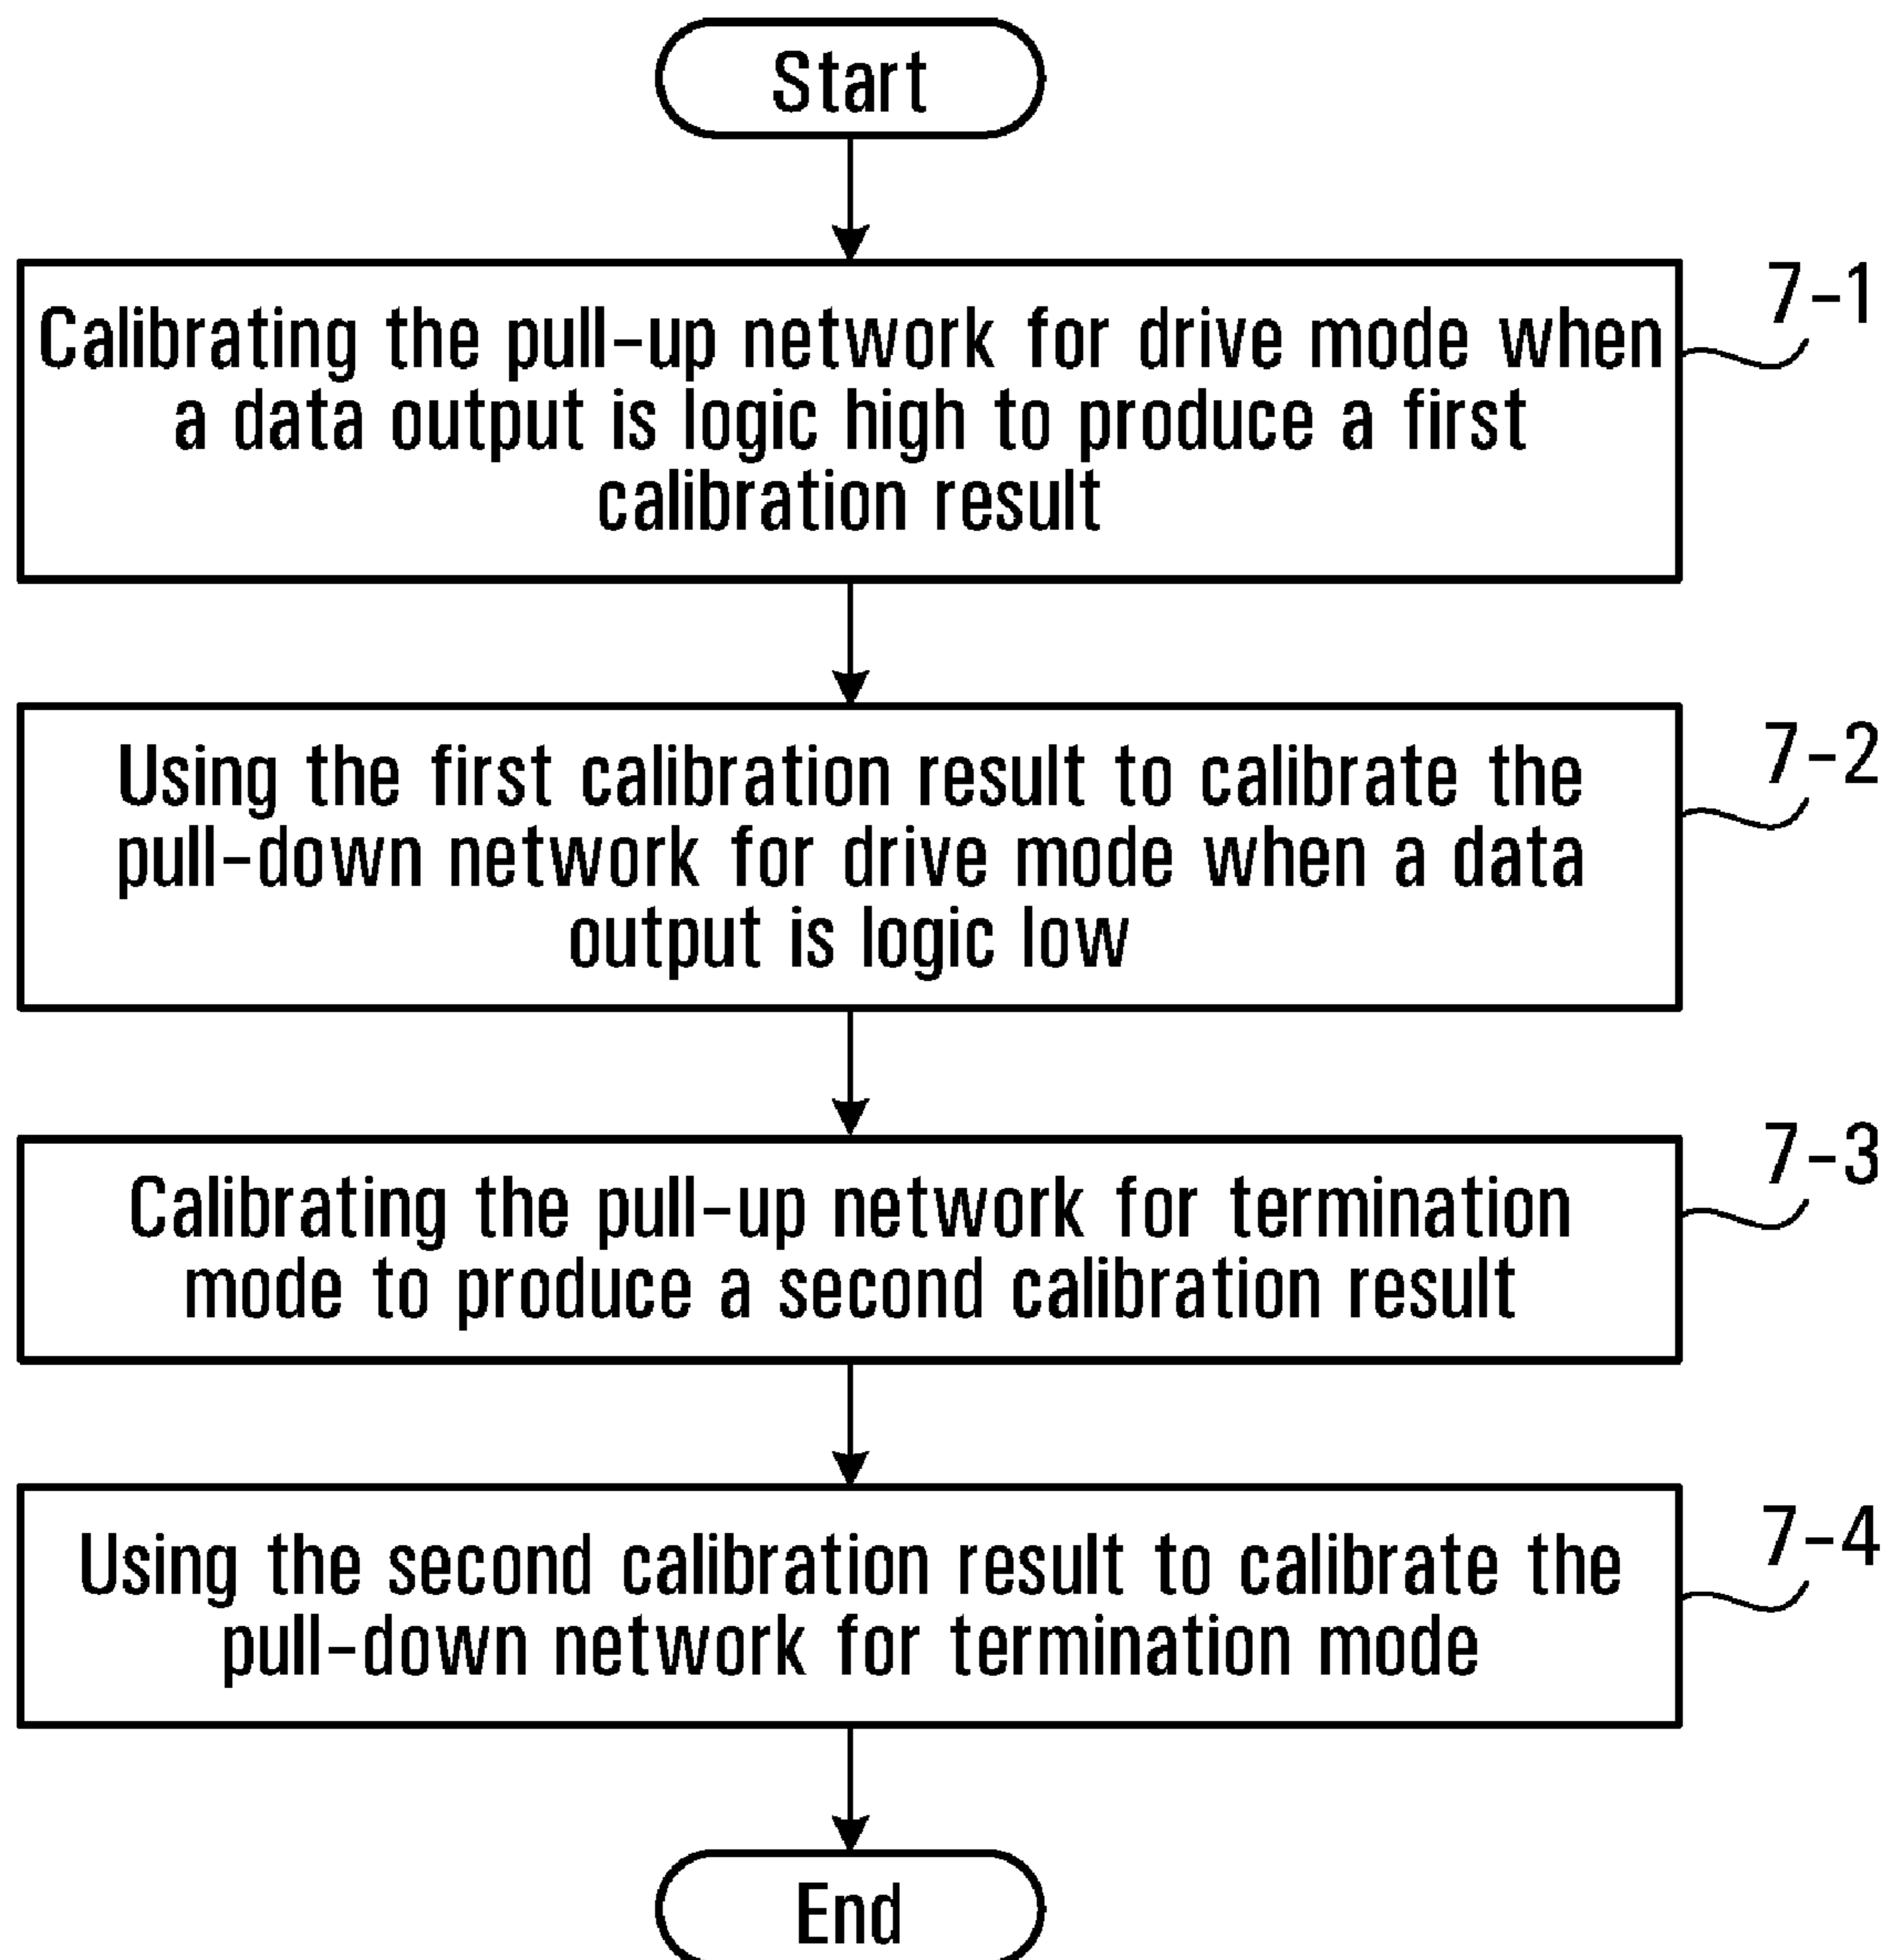 Start
Calibrating the pull-up network for drive mode when
a data output is logic high to produce a first
calibration result
7-1
Using the first calibration result to calibrate the
pull-down network for drive mode when a data
output is logic low
7-2
Calibrating the pull-up network for termination
mode to produce a second calibration result
7-3
Using the second calibration result to calibrate the
pull-down network for termination mode
7-4
End